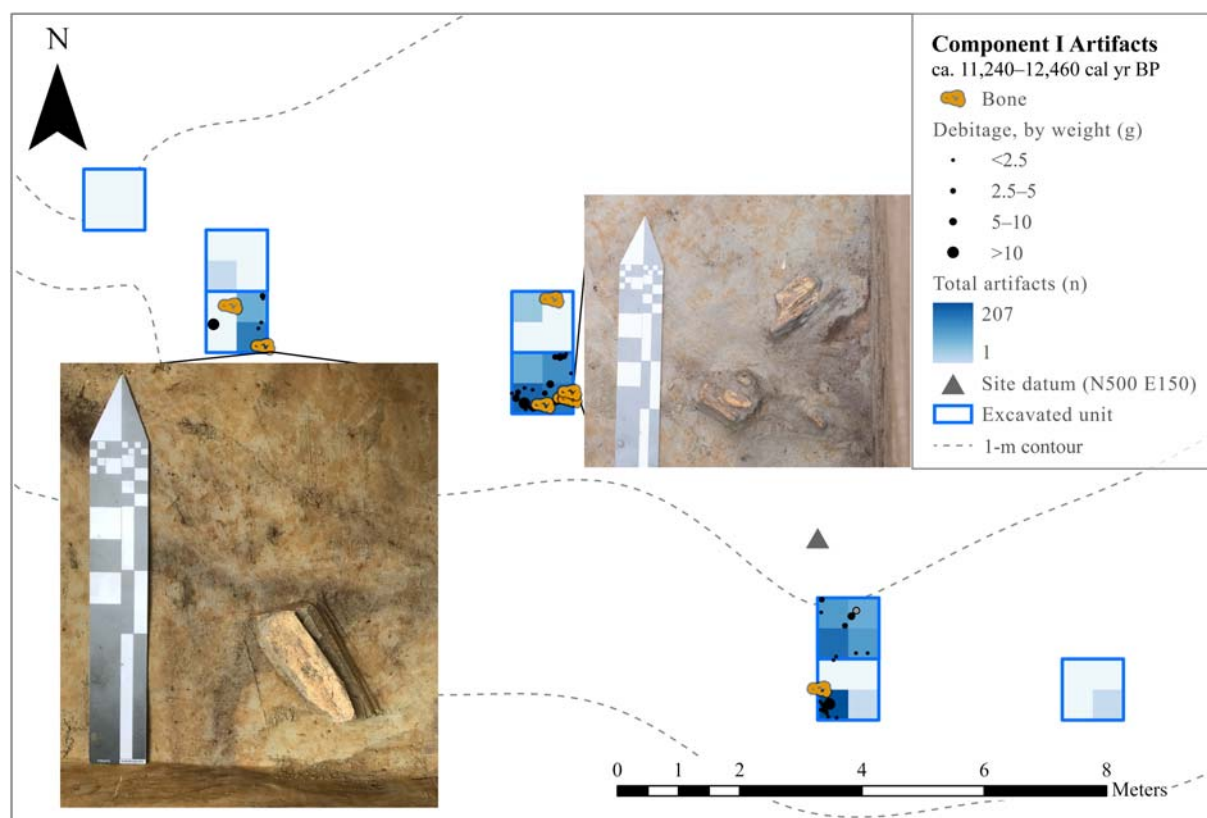 N
Component I Artifacts
ca. 11,240–12,460 cal yr BP
Bone
Debitage, by weight (g)
<2.5
2.5–5
5–10
>10
Total artifacts (n)
207
1
Site datum (N500 E150)
Excavated unit
1-m contour
0 1 2 4 6 8
Meters